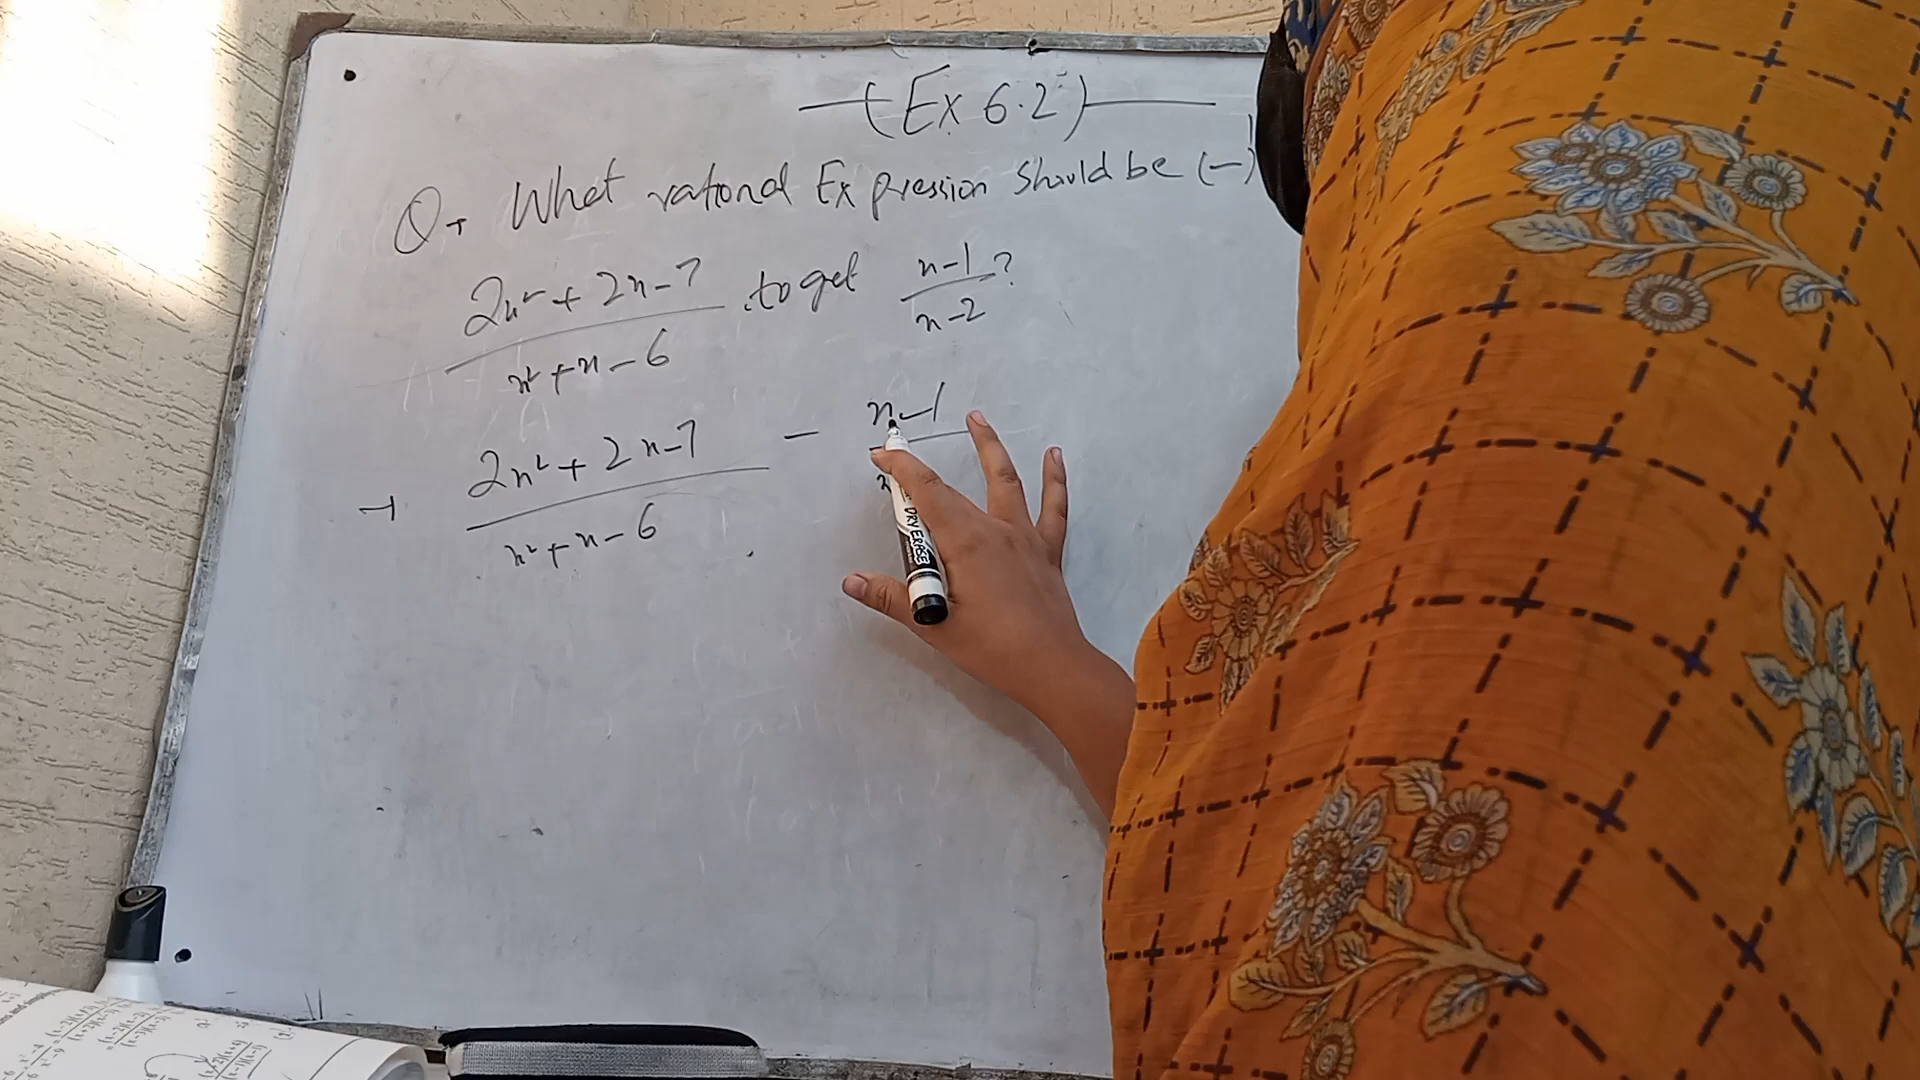 (Ex 6.2)
Q. What rational Expression should be (-)
2x² + 2x - 7 / x² + x - 6 to get x - 1 / x - 2 ?
→ 2x² + 2x - 7 / x² + x - 6 - x - 1
DRY ERASE